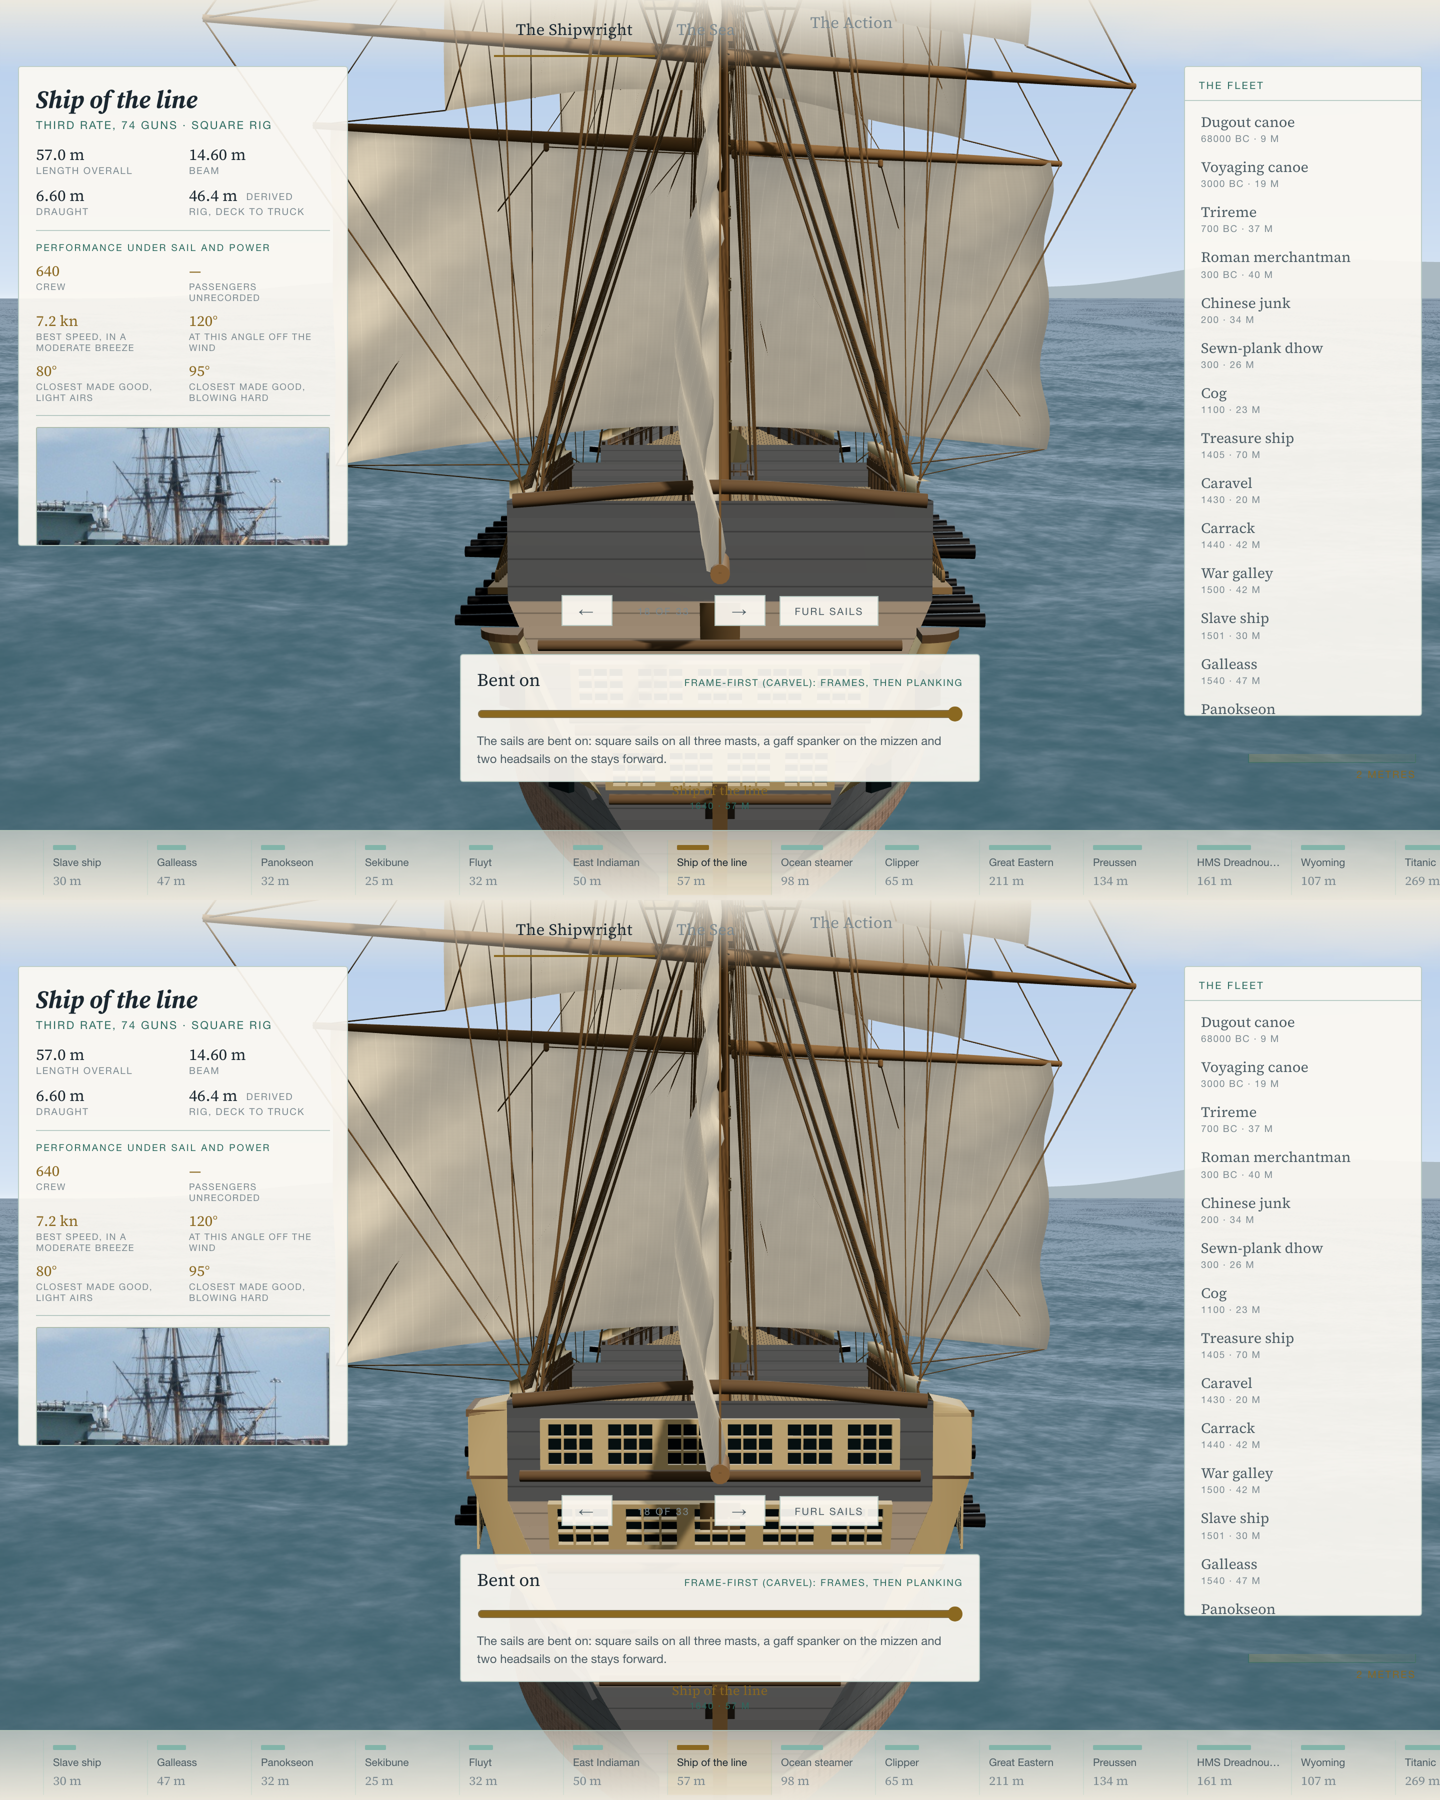 The Shipwright
The Sea
The Action
Ship of the line
THIRD RATE, 74 GUNS · SQUARE RIG
57.0 m
LENGTH OVERALL
14.60 m
BEAM
6.60 m
DRAUGHT
46.4 m DERIVED
RIG, DECK TO TRUCK
PERFORMANCE UNDER SAIL AND POWER
640
CREW
—
PASSENGERS
UNRECORDED
7.2 kn
BEST SPEED, IN A
MODERATE BREEZE
120°
AT THIS ANGLE OFF THE
WIND
80°
CLOSEST MADE GOOD,
LIGHT AIRS
95°
CLOSEST MADE GOOD,
BLOWING HARD
THE FLEET
Dugout canoe
68000 BC · 9 M
Voyaging canoe
3000 BC · 19 M
Trireme
700 BC · 37 M
Roman merchantman
300 BC · 40 M
Chinese junk
200 · 34 M
Sewn-plank dhow
300 · 26 M
Cog
1100 · 23 M
Treasure ship
1405 · 70 M
Caravel
1430 · 20 M
Carrack
1440 · 42 M
War galley
1500 · 42 M
Slave ship
1501 · 30 M
Galleass
1540 · 47 M
Panokseon
←
→
FURL SAILS
Bent on
FRAME-FIRST (CARVEL): FRAMES, THEN PLANKING
The sails are bent on: square sails on all three masts, a gaff spanker on the mizzen and
two headsails on the stays forward.
Ship of the line
Slave ship
30 m
Galleass
47 m
Panokseon
32 m
Sekibune
25 m
Fluyt
32 m
East Indiaman
50 m
Ship of the line
57 m
Ocean steamer
98 m
Clipper
65 m
Great Eastern
211 m
Preussen
134 m
HMS Dreadnou...
161 m
Wyoming
107 m
Titanic
269 m
The Shipwright
The Sea
The Action
Ship of the line
THIRD RATE, 74 GUNS · SQUARE RIG
57.0 m
LENGTH OVERALL
14.60 m
BEAM
6.60 m
DRAUGHT
46.4 m DERIVED
RIG, DECK TO TRUCK
PERFORMANCE UNDER SAIL AND POWER
640
CREW
—
PASSENGERS
UNRECORDED
7.2 kn
BEST SPEED, IN A
MODERATE BREEZE
120°
AT THIS ANGLE OFF THE
WIND
80°
CLOSEST MADE GOOD,
LIGHT AIRS
95°
CLOSEST MADE GOOD,
BLOWING HARD
THE FLEET
Dugout canoe
68000 BC · 9 M
Voyaging canoe
3000 BC · 19 M
Trireme
700 BC · 37 M
Roman merchantman
300 BC · 40 M
Chinese junk
200 · 34 M
Sewn-plank dhow
300 · 26 M
Cog
1100 · 23 M
Treasure ship
1405 · 70 M
Caravel
1430 · 20 M
Carrack
1440 · 42 M
War galley
1500 · 42 M
Slave ship
1501 · 30 M
Galleass
1540 · 47 M
Panokseon
←
18 OF 33
→
FURL SAILS
Bent on
FRAME-FIRST (CARVEL): FRAMES, THEN PLANKING
The sails are bent on: square sails on all three masts, a gaff spanker on the mizzen and
two headsails on the stays forward.
Ship of the line
Slave ship
30 m
Galleass
47 m
Panokseon
32 m
Sekibune
25 m
Fluyt
32 m
East Indiaman
50 m
Ship of the line
57 m
Ocean steamer
98 m
Clipper
65 m
Great Eastern
211 m
Preussen
134 m
HMS Dreadnou...
161 m
Wyoming
107 m
Titanic
269 m